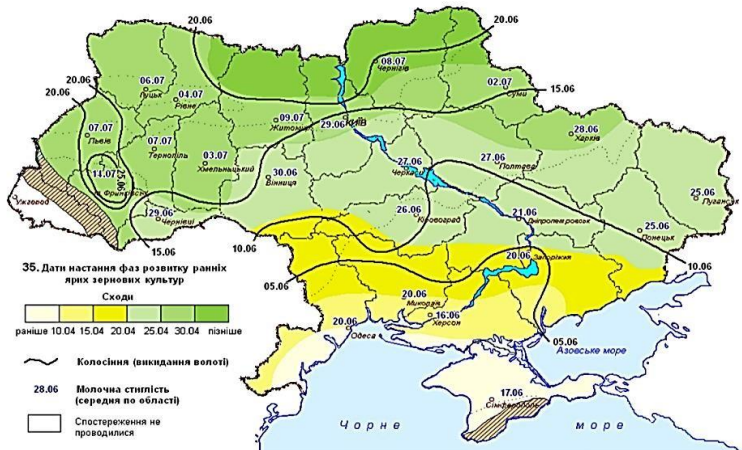 20.06
20.06
08.07
Чернігів
20.06
06.07
Луцьк
04.07
Рівне
02.07
Суми
15.06
20.06
09.07
Житомир
29.06
Київ
28.06
Харків
07.07
Львів
07.07
Тернопіль
03.07
Хмельницький
27.06
Черкаси
27.06
Полтава
14.07
25.06
30.06
Вінниця
25.06
Луганськ
Ужгород
29.06
Чернівці
26.06
Кіровоград
21.06
Дніпропетровськ
25.06
Донецьк
15.06
10.06
20.06
Запоріжжя
10.06
35. Дати настання фаз розвитку ранніх
ярих зернових культур
05.06
Сходи
20.06
Миколаїв
16.06
Херсон
раніше 10.04 15.04 20.04 25.04 30.04 пізніше
20.06
Одеса
05.06
Азовське море
Колосіння (викидання волоті)
28.06 Молочна стиглість
(середня по області)
17.06
Сімферополь
Спостереження не
проводилися
Чорне море